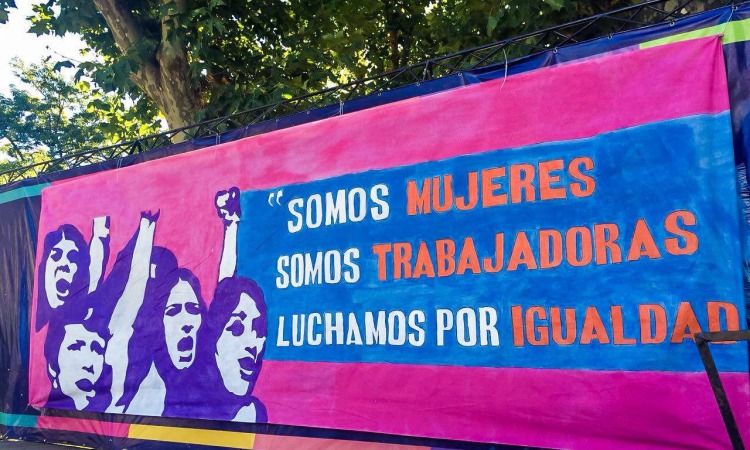 “SOMOS MUJERES
SOMOS TRABAJADORAS
LUCHAMOS POR IGUALDAD